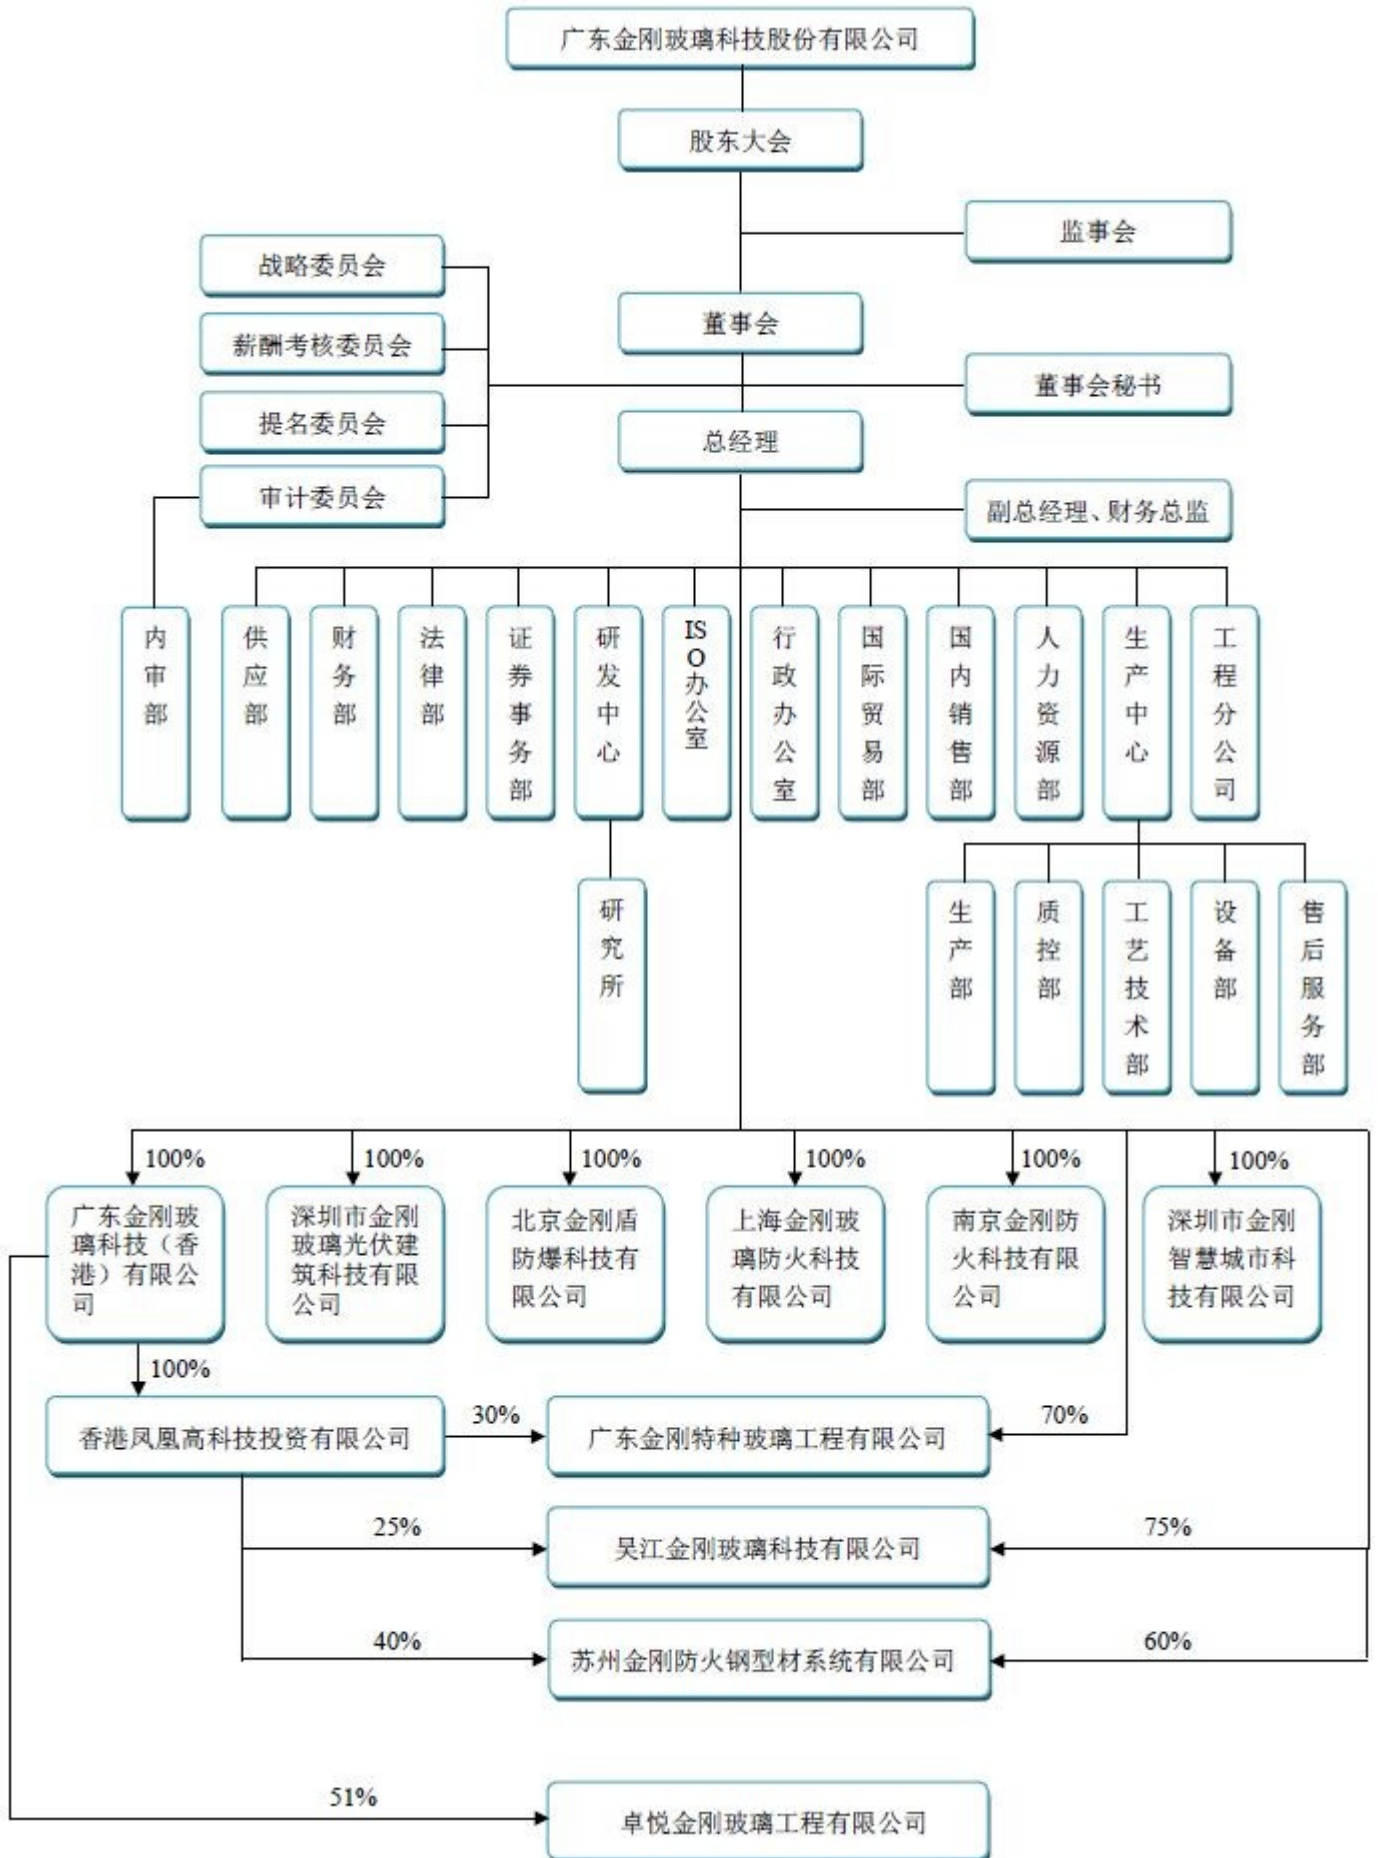 广东金刚玻璃科技股份有限公司
股东大会
监事会
战略委员会
薪酬考核委员会
提名委员会
审计委员会
董事会
董事会秘书
总经理
副总经理、财务总监
内审部
供应部
财务部
法律部
证券事务部
研发中心
ISO办公室
行政办公室
国际贸易部
国内销售部
人力资源部
生产中心
工程分公司
研究所
生产部
质控部
工艺技术部
设备部
售后服务部
100%
100%
100%
100%
100%
100%
广东金刚玻
璃科技（香
港）有限公
司
深圳市金刚
玻璃光伏建
筑科技有限
公司
北京金刚盾
防爆科技有
限公司
上海金刚玻
璃防火科技
有限公司
南京金刚防
火科技有限
公司
深圳市金刚
智慧城市科
技有限公司
100%
香港凤凰高科技投资有限公司
30%
广东金刚特种玻璃工程有限公司
70%
25%
吴江金刚玻璃科技有限公司
75%
40%
苏州金刚防火钢型材系统有限公司
60%
51%
卓悦金刚玻璃工程有限公司